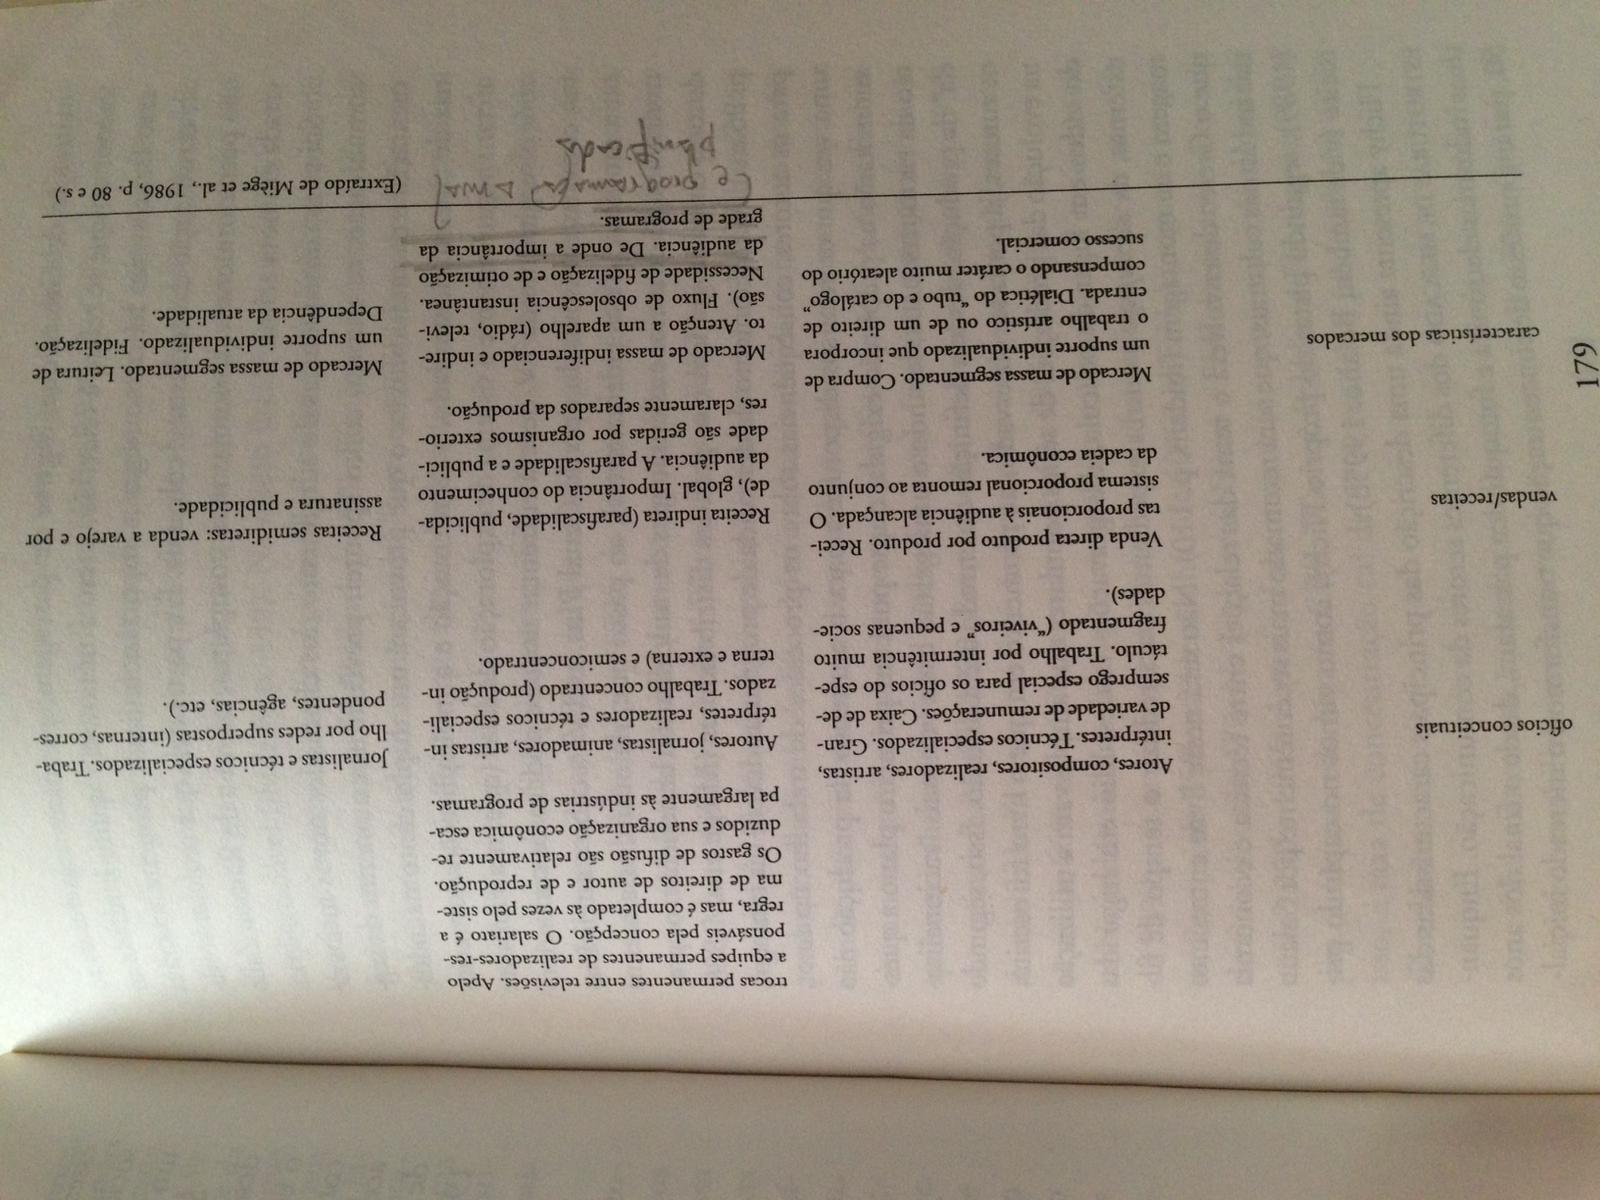 trocas permanentes entre televisões. Apelo
a equipes permanentes de realizadores-res-
ponsáveis pela concepção. O salariato é a
regra, mas é completado às vezes pelo siste-
ma de direitos de autor e de reprodução.
Os gastos de difusão são relativamente re-
duzidos e sua organização econômica esca-
pa largamente às indústrias de programas.
ofícios conceituais
Atores, compositores, realizadores, artistas,
intérpretes. Técnicos especializados. Gran-
de variedade de remunerações. Caixa de de-
semprego especial para os ofícios do espe-
táculo. Trabalho por intermitência muito
fragmentado (“viveiros” e pequenas socie-
dades).
Autores, jornalistas, animadores, artistas in-
térpretes, realizadores e técnicos especiali-
zados. Trabalho concentrado (produção in-
terna e externa) e semiconcentrado.
Jornalistas e técnicos especializados. Traba-
lho por redes superpostas (internas, corres-
pondentes, agências, etc.).
vendas/receitas
Venda direta produto por produto. Recei-
tas proporcionais à audiência alcançada. O
sistema proporcional remonta ao conjunto
da cadeia econômica.
Receita indireta (parafiscalidade, publicida-
de), global. Importância do conhecimento
da audiência. A parafiscalidade e a publici-
dade são geridas por organismos exterio-
res, claramente separados da produção.
Receitas semidiretas: venda a varejo e por
assinatura e publicidade.
características dos mercados
Mercado de massa segmentado. Compra de
um suporte individualizado que incorpora
o trabalho artístico ou de um direito de
entrada. Dialética do “tubo e do catálogo”
compensando o caráter muito aleatório do
sucesso comercial.
Mercado de massa indiferenciado e indire-
to. Atenção a um aparelho (rádio, televi-
são). Fluxo de obsolescência instantânea.
Necessidade de fidelização e de otimização
da audiência. De onde a importância da
grade de programas.
Mercado de massa segmentado. Leitura de
um suporte individualizado. Fidelização.
Dependência da atualidade.
(Extraído de Miège et al., 1986, p. 80 e s.)
(e programação
planificada
179